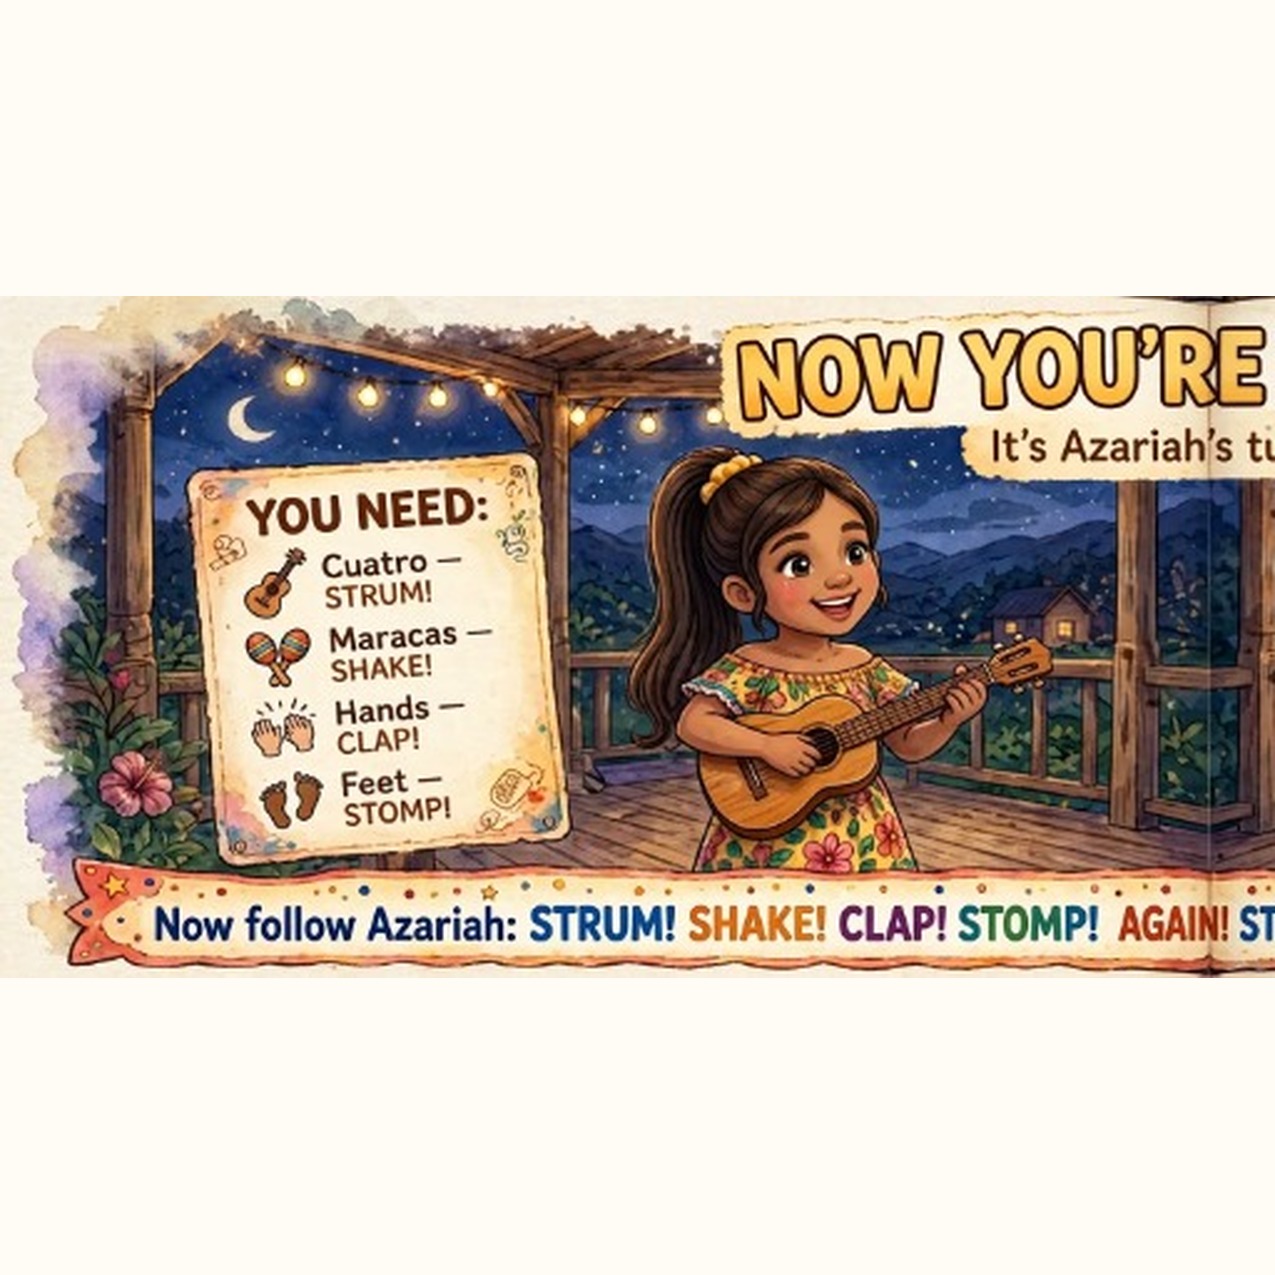 NOW YOU'RE
It's Azariah's
YOU NEED:
Cuatro —
STRUM!
Maracas —
SHAKE!
Hands —
CLAP!
Feet —
STOMP!
Now follow Azariah: STRUM! SHAKE! CLAP! STOMP! AGAIN!